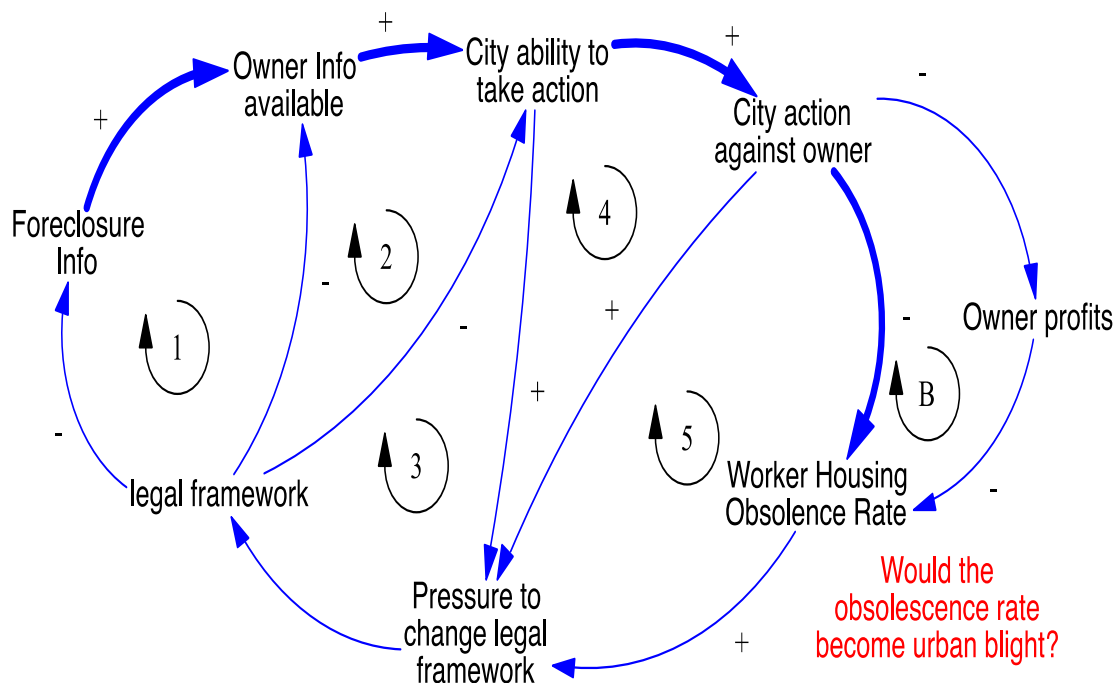 +
City ability to
take action
+
Owner Info
available
-
City action
against owner
+
4
Foreclosure
Info
2
-
+
-
-
Owner profits
1
+
B
-
3
5
Worker Housing
Obsolence Rate
-
legal framework
Would the
obsolescence rate
become urban blight?
Pressure to
change legal
framework
+